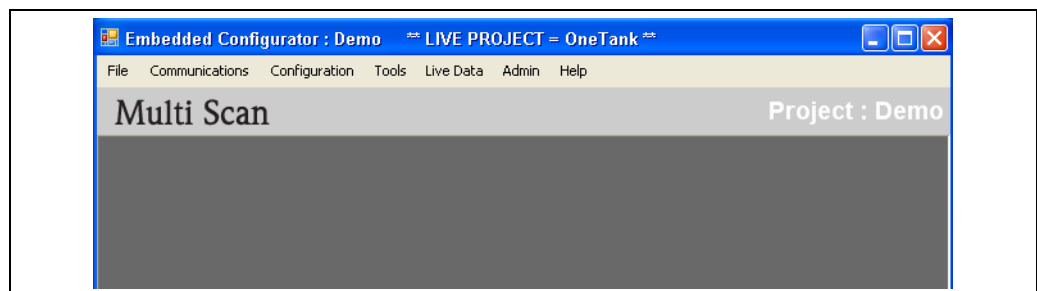 Embedded Configurator : Demo ** LIVE PROJECT = OneTank **
File Communications Configuration Tools Live Data Admin Help
Multi Scan Project : Demo